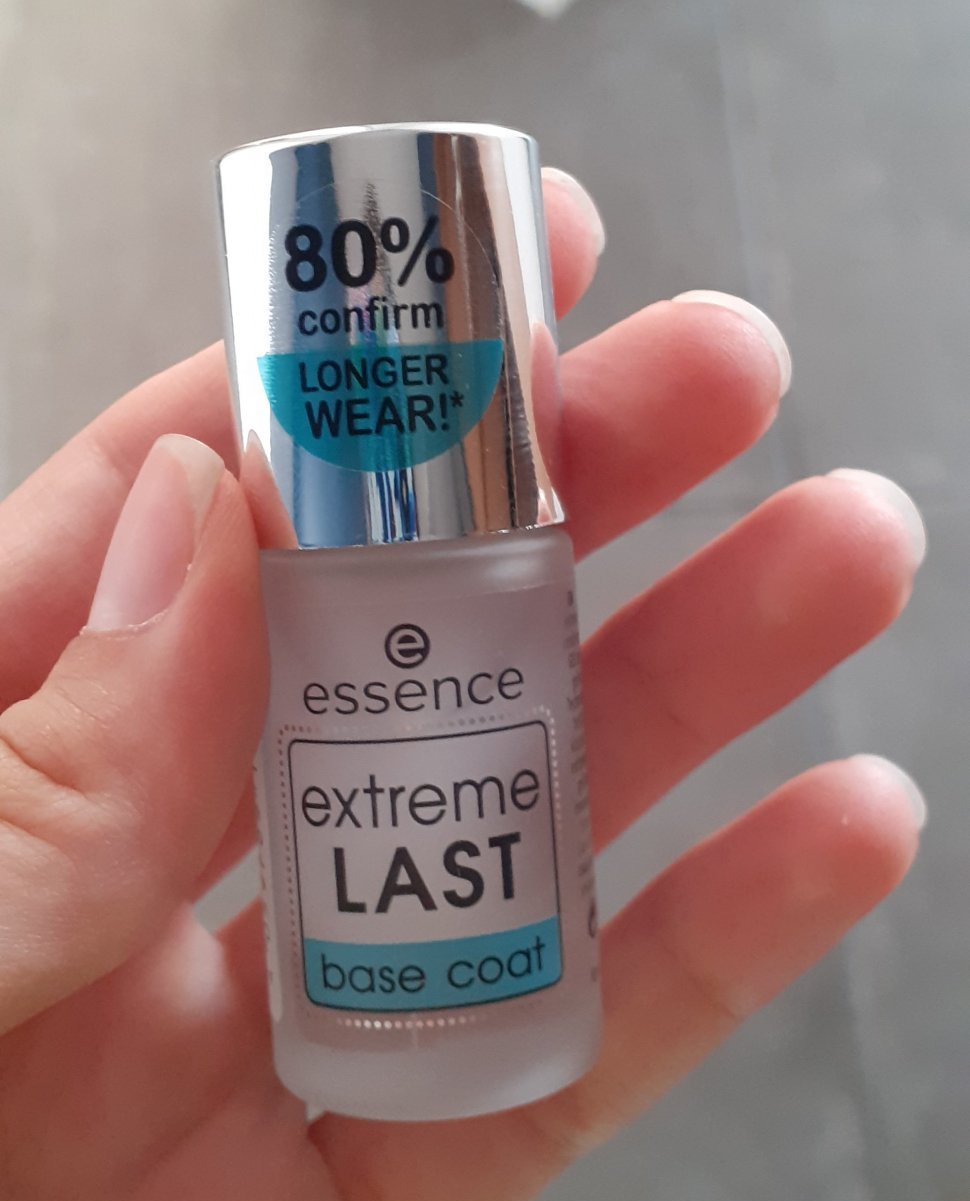 80%
confirm
LONGER
WEAR!*
e
essence
extreme
LAST
base coat